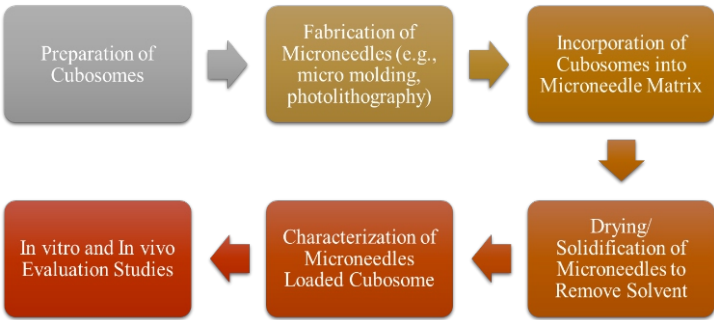 Preparation of
Cubosomes
Fabrication of
Microneedles (e.g.,
micro molding,
photolithography)
Incorporation of
Cubosomes into
Microneedle Matrix
Drying/
Solidification of
Microneedles to
Remove Solvent
Characterization of
Microneedles
Loaded Cubosome
In vitro and In vivo
Evaluation Studies